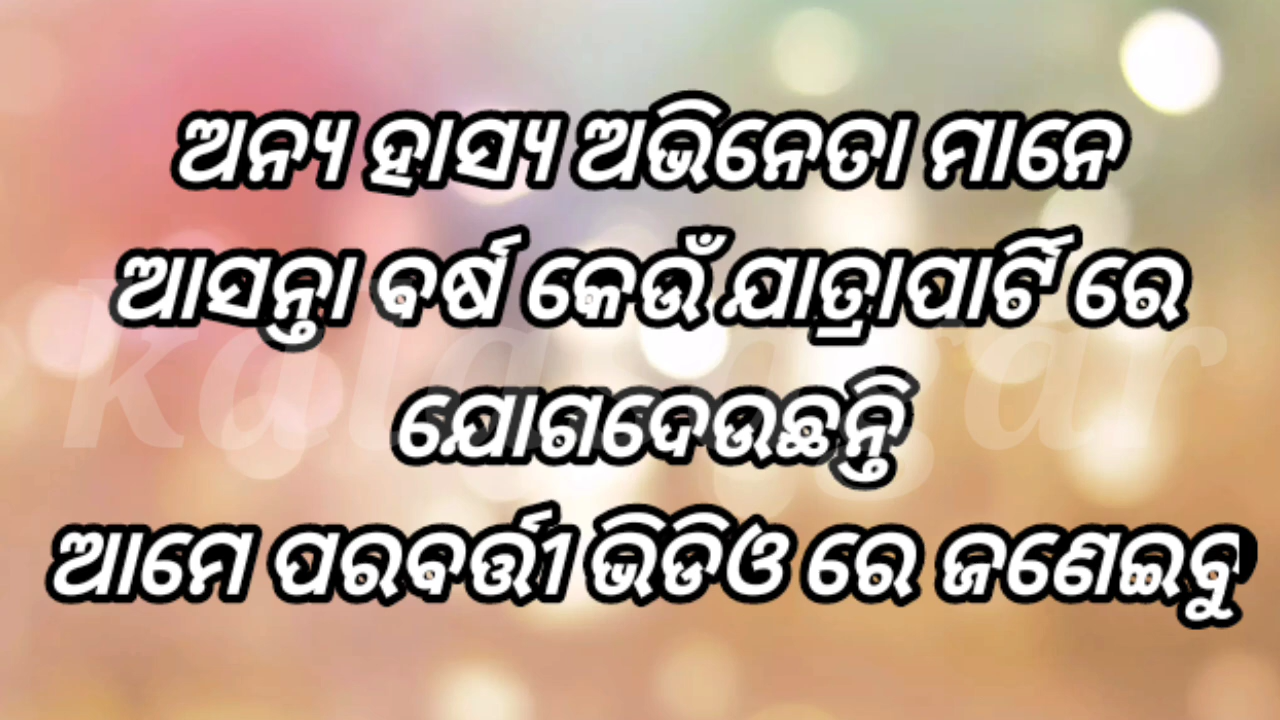 ଅନ୍ୟ ହାସ୍ୟ ଅଭିନେତା ମାନେ
ଆସନ୍ତା ବର୍ଷ କେଉଁ ଯାତ୍ରାପାର୍ଟି ରେ
ଯୋଗଦେଉଛନ୍ତି
ଆମେ ପରବର୍ତ୍ତୀ ଭିଡିଓ ରେ ଜଣେଇବୁ